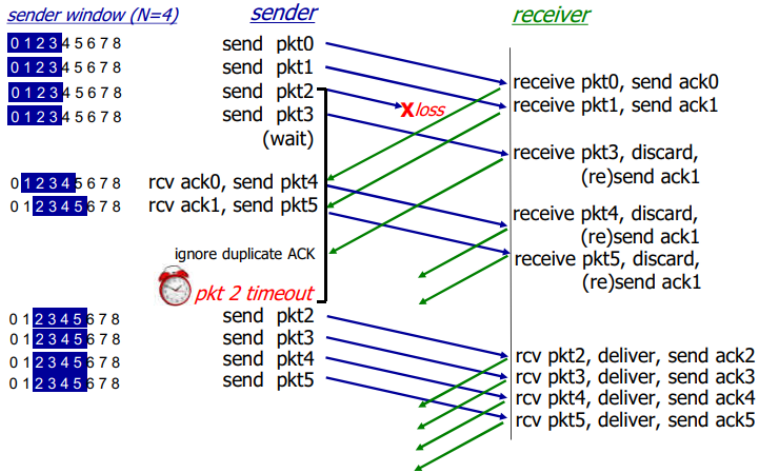 sender window (N=4) sender receiver
0 1 2 3 4 5 6 7 8 send pkt0
0 1 2 3 4 5 6 7 8 send pkt1
0 1 2 3 4 5 6 7 8 send pkt2
0 1 2 3 4 5 6 7 8 send pkt3
(wait)
X loss
receive pkt0, send ack0
receive pkt1, send ack1
receive pkt3, discard,
(re)send ack1
0 1 2 3 4 5 6 7 8 rcv ack0, send pkt4
0 1 2 3 4 5 6 7 8 rcv ack1, send pkt5
receive pkt4, discard,
(re)send ack1
receive pkt5, discard,
(re)send ack1
ignore duplicate ACK
pkt 2 timeout
0 1 2 3 4 5 6 7 8 send pkt2
0 1 2 3 4 5 6 7 8 send pkt3
0 1 2 3 4 5 6 7 8 send pkt4
0 1 2 3 4 5 6 7 8 send pkt5
rcv pkt2, deliver, send ack2
rcv pkt3, deliver, send ack3
rcv pkt4, deliver, send ack4
rcv pkt5, deliver, send ack5